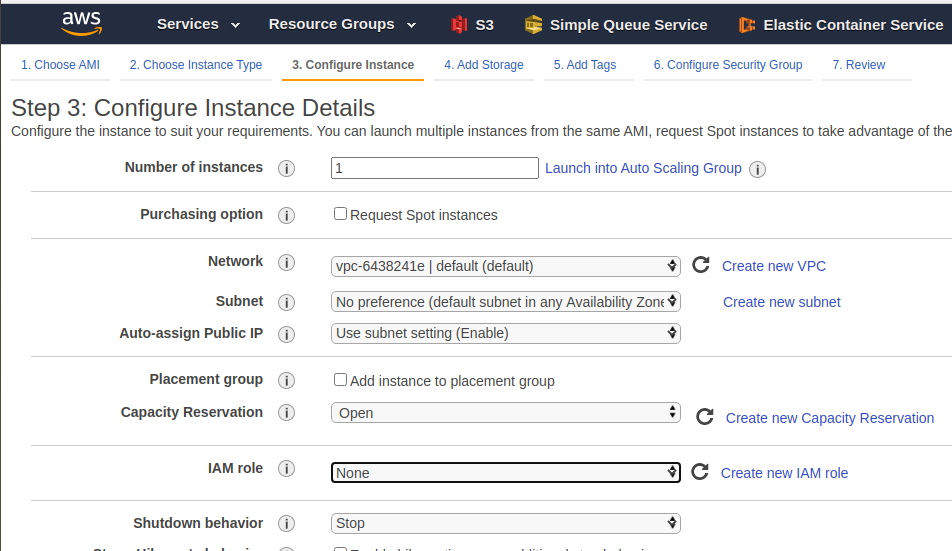 aws Services Resource Groups S3 Simple Queue Service Elastic Container Service
1. Choose AMI 2. Choose Instance Type 3. Configure Instance 4. Add Storage 5. Add Tags 6. Configure Security Group 7. Review
Step 3: Configure Instance Details
Configure the instance to suit your requirements. You can launch multiple instances from the same AMI, request Spot instances to take advantage of the
Number of instances i 1 Launch into Auto Scaling Group i
Purchasing option i Request Spot instances
Network i vpc-6438241e | default (default) Create new VPC
Subnet i No preference (default subnet in any Availability Zone Create new subnet
Auto-assign Public IP i Use subnet setting (Enable)
Placement group i Add instance to placement group
Capacity Reservation i Open Create new Capacity Reservation
IAM role i None Create new IAM role
Shutdown behavior i Stop